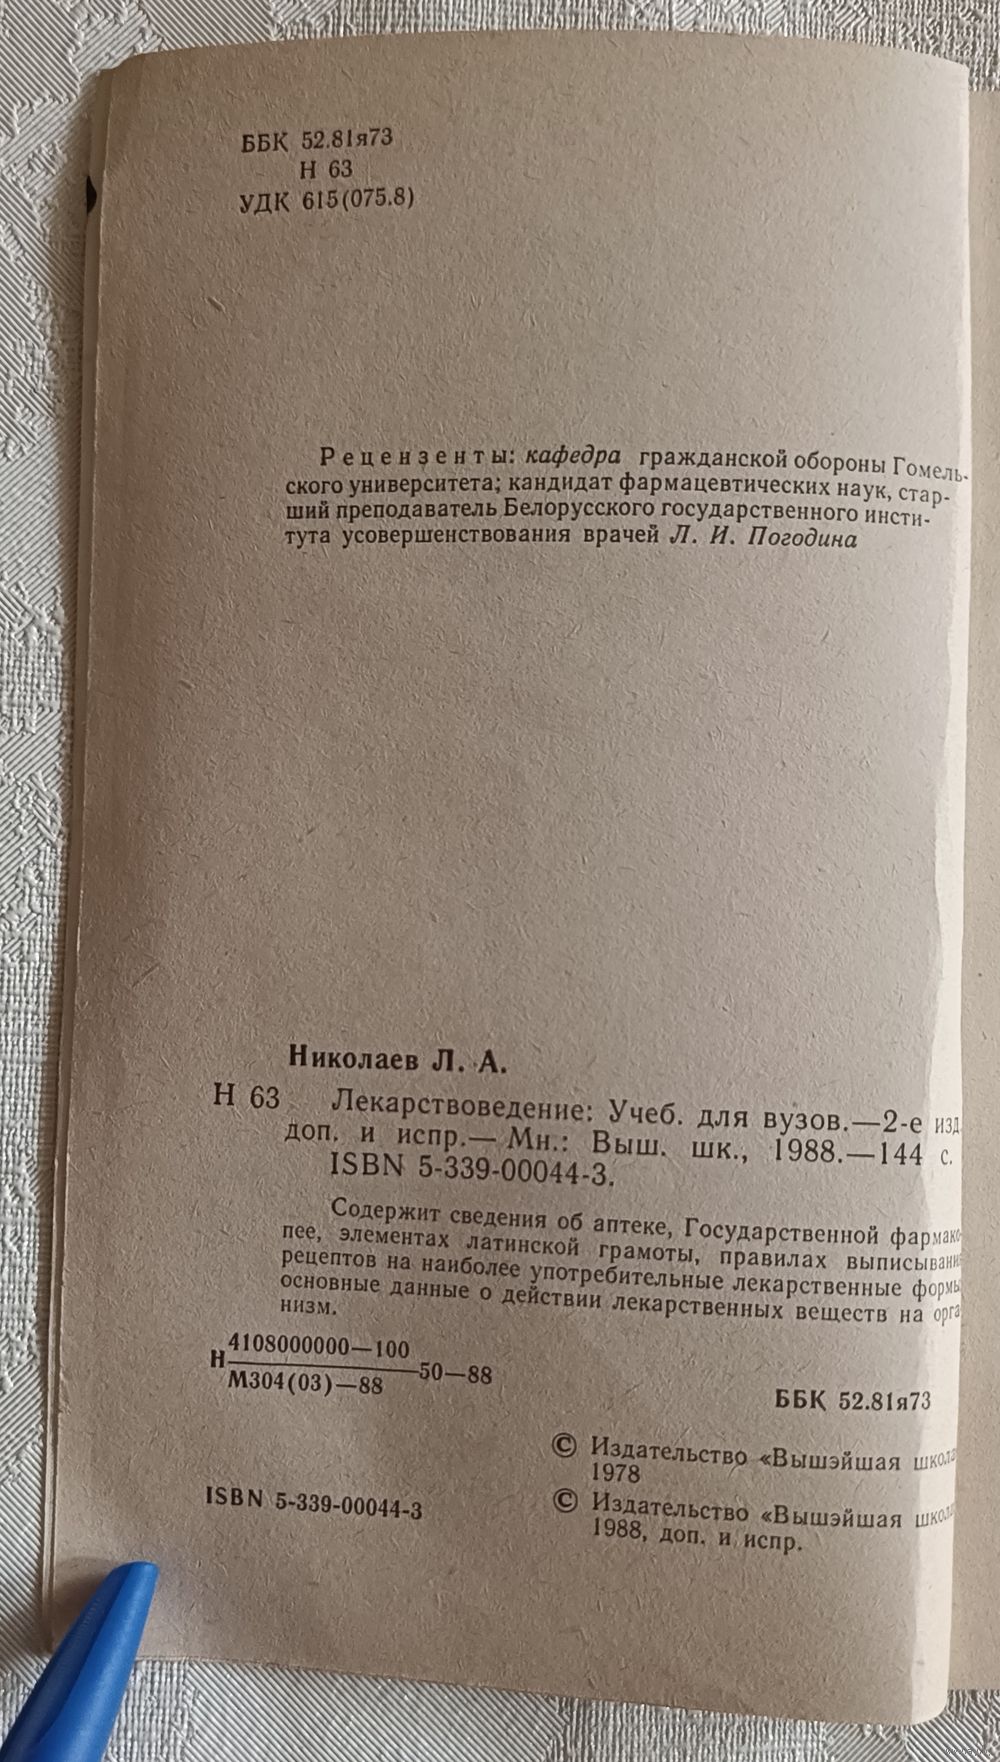 ББК 52.81я73
Н 63
УДК 615(075.8)
Рецензенты: кафедра гражданской обороны Гомель-
ского университета; кандидат фармацевтических наук, стар-
ший преподаватель Белорусского государственного инсти-
тута усовершенствования врачей Л. И. Погодина
Николаев Л. А.
Н 63 Лекарствоведение: Учеб. для вузов.—2-е изд.
доп. и испр.— Мн.: Выш. шк., 1988.—144 с.
ISBN 5-339-00044-3.
Содержит сведения об аптеке, Государственной фармако-
пее, элементах латинской грамоты, правилах выписывани
рецептов на наиболее употребительные лекарственные формы
основные данные о действии лекарственных веществ на орга
низм.
4108000000—100
Н 50—88
М304(03)—88
ББК 52.81я73
© Издательство «Вышэйшая школа
1978
ISBN 5-339-00044-3
© Издательство «Вышэйшая школа
1988, доп. и испр.